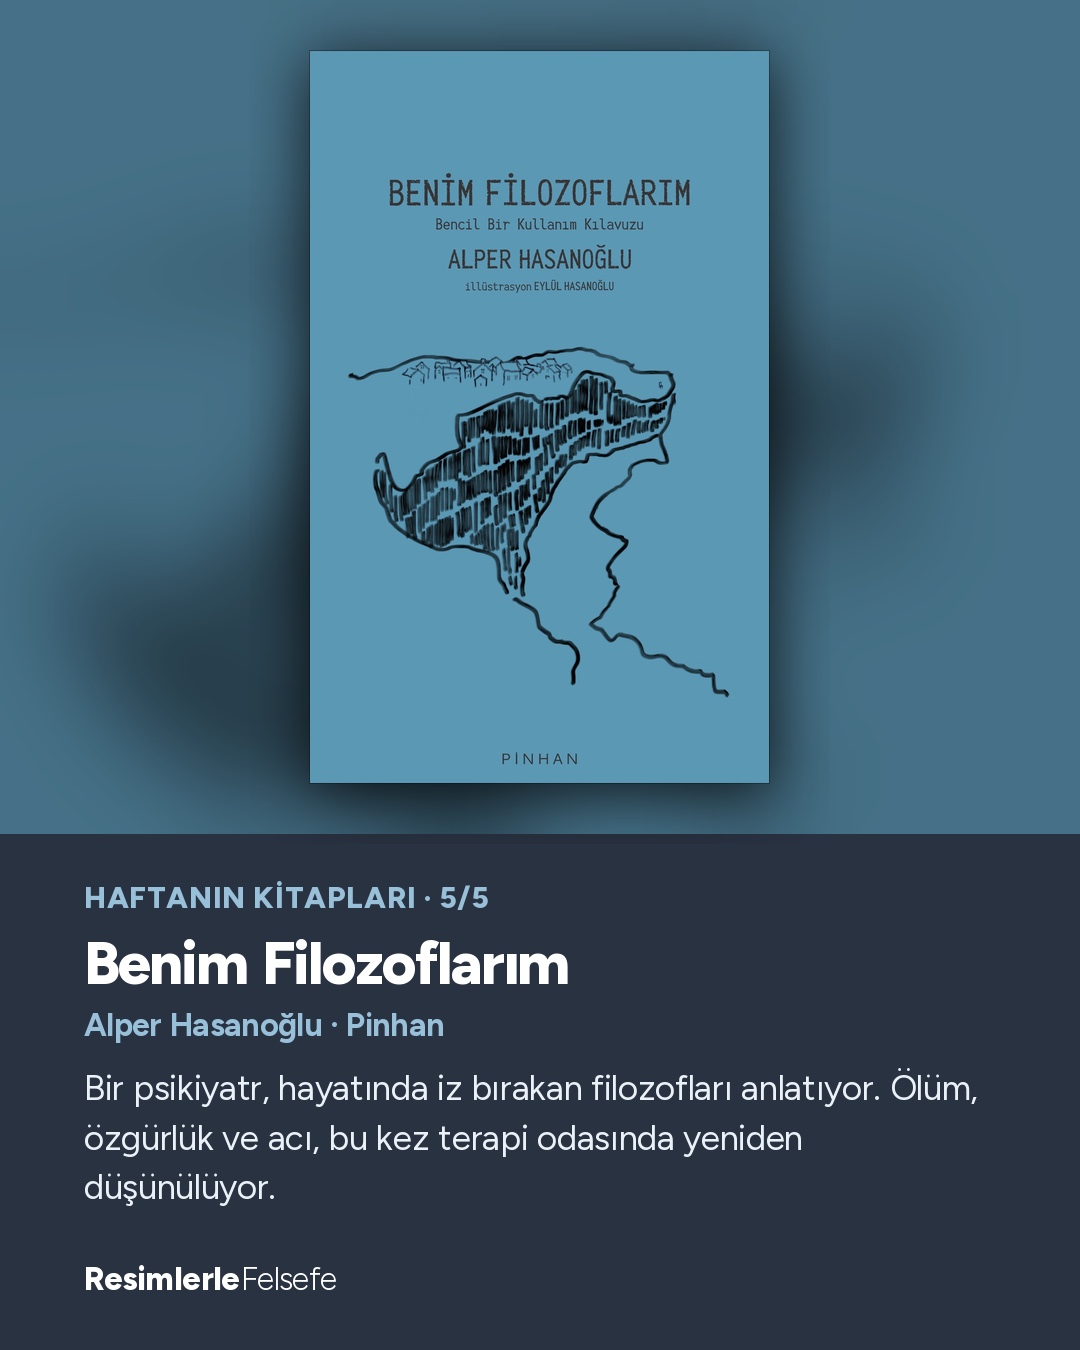 BENİM FİLOZOFLARIM
Bencil Bir Kullanım Kılavuzu
ALPER HASANOĞLU
illüstrasyon EYLÜL HASANOĞLU
PİNHAN
HAFTANIN KİTAPLARI · 5/5
Benim Filozoflarım
Alper Hasanoğlu · Pinhan
Bir psikiyatr, hayatında iz bırakan filozofları anlatıyor. Ölüm,
özgürlük ve acı, bu kez terapi odasında yeniden
düşünülüyor.
ResimlerleFelsefe